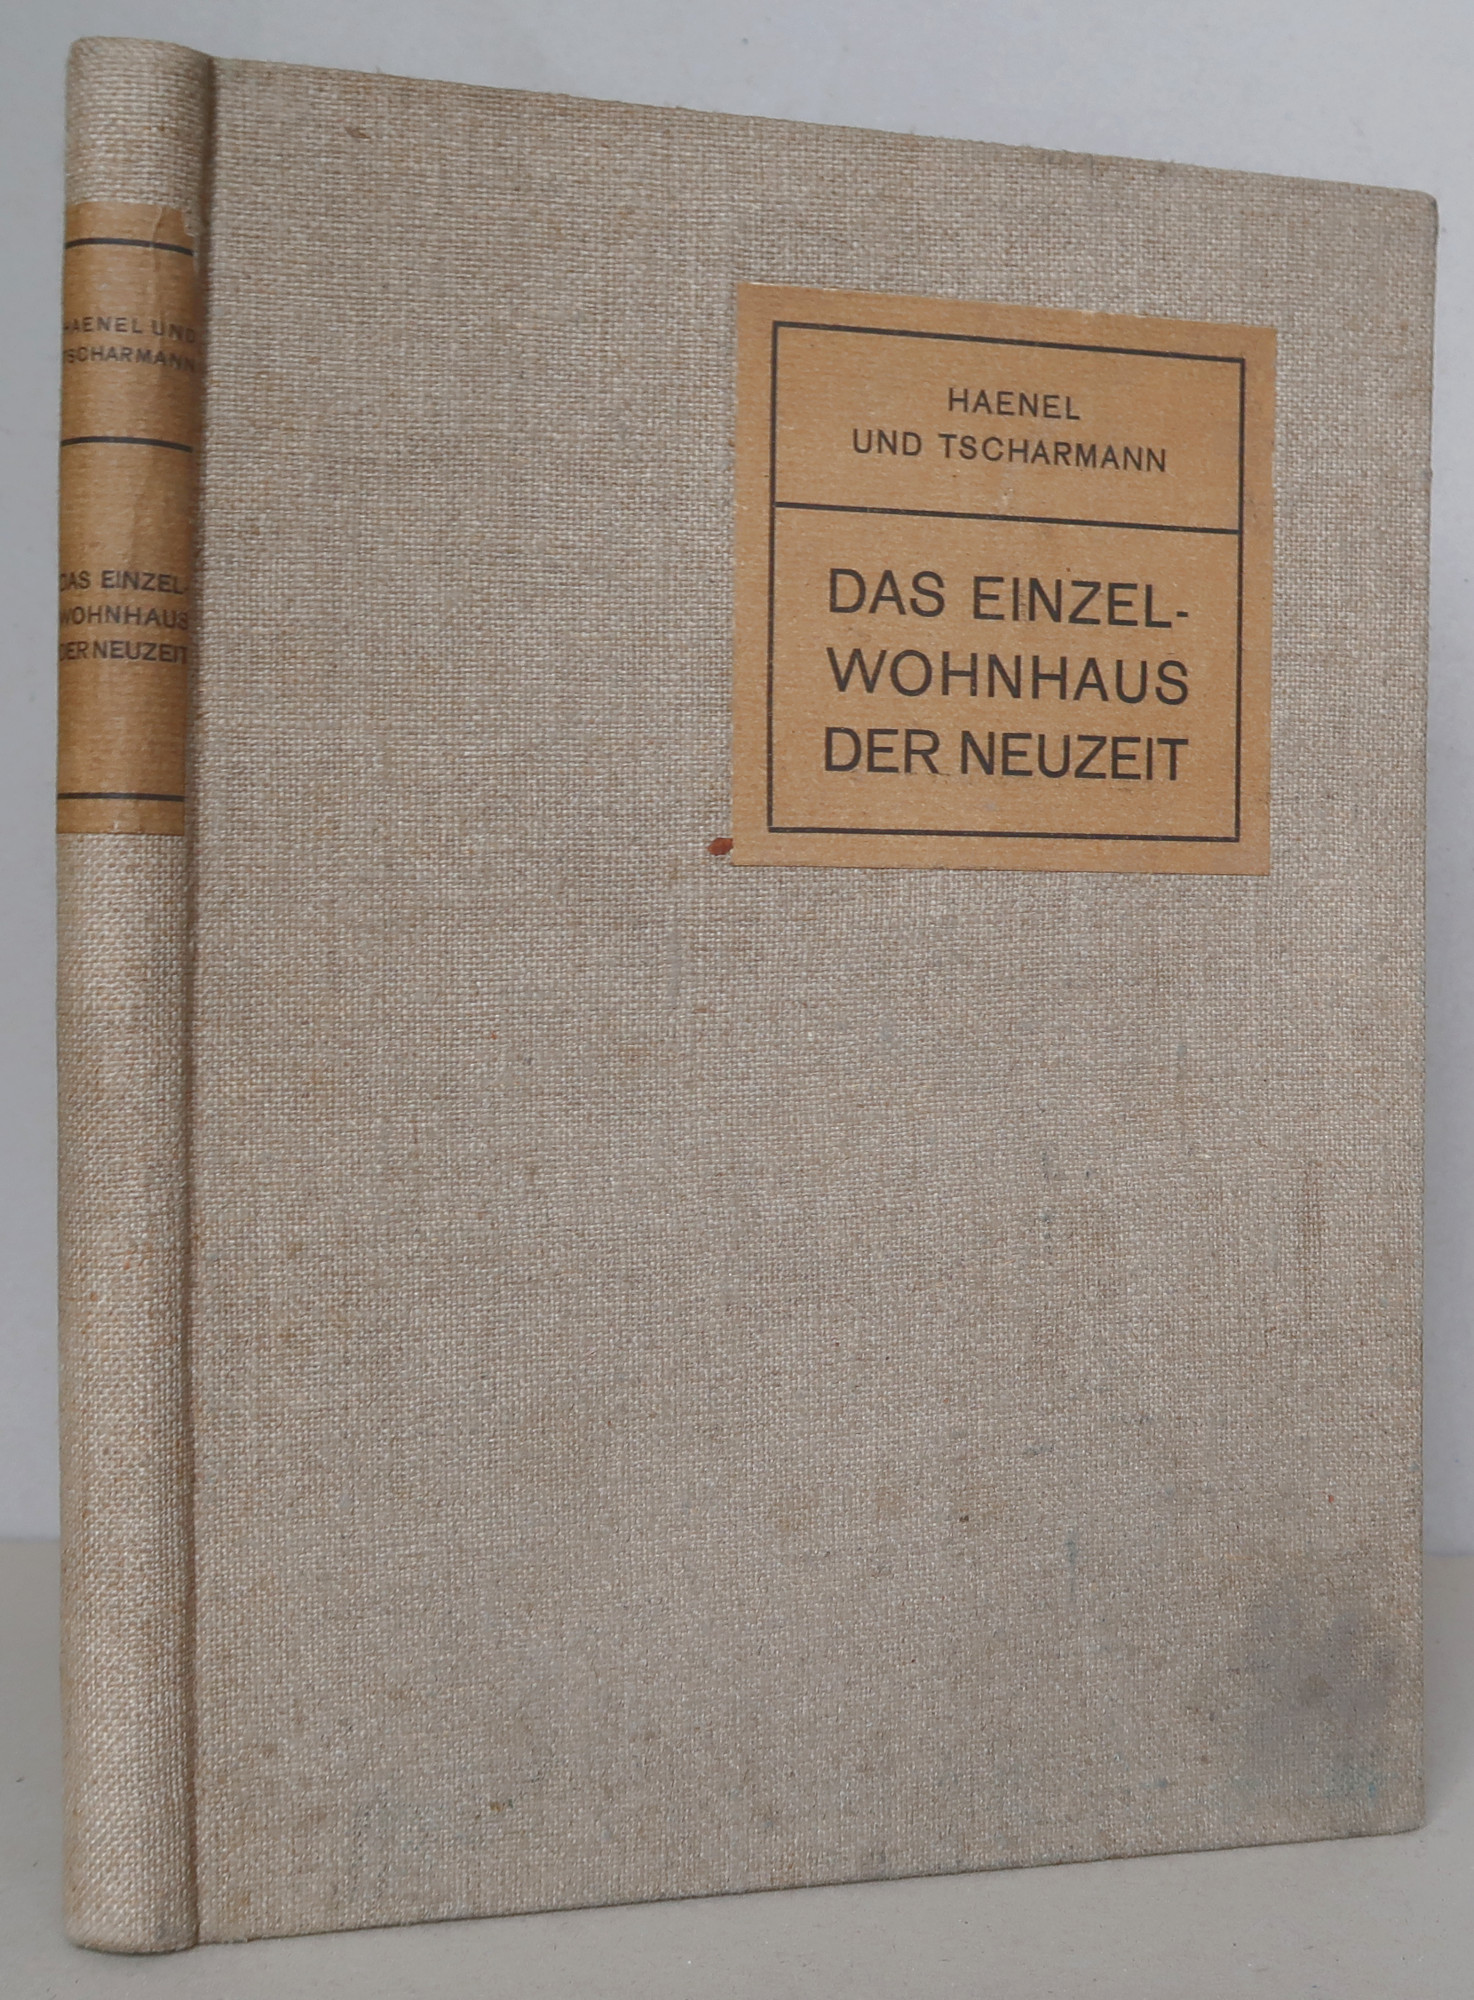 HAENEL UND
TSCHARMANN
DAS EINZEL-
WOHNHAUS
DER NEUZEIT
HAENEL
UND TSCHARMANN
DAS EINZEL-
WOHNHAUS
DER NEUZEIT